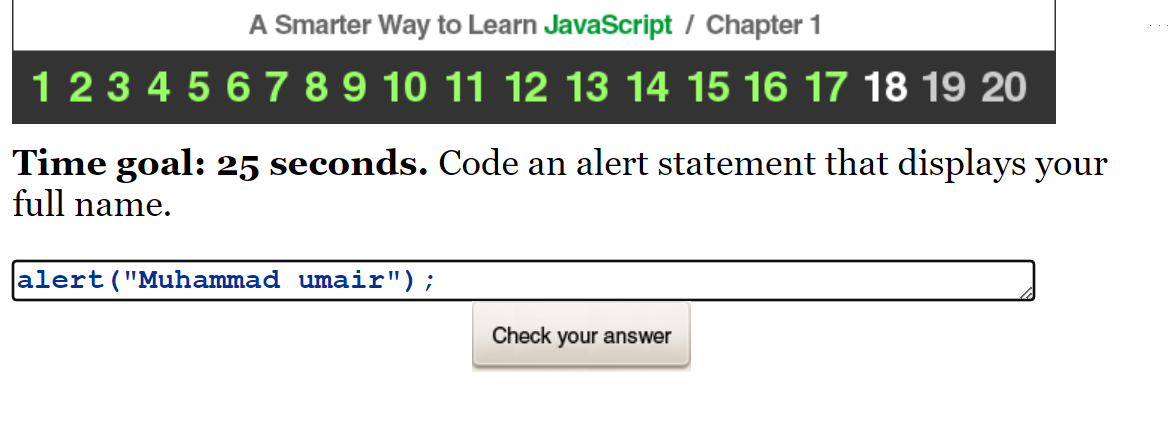 A Smarter Way to Learn JavaScript / Chapter 1
1 2 3 4 5 6 7 8 9 10 11 12 13 14 15 16 17 18 19 20
Time goal: 25 seconds. Code an alert statement that displays your
full name.
alert("Muhammad umair");
Check your answer